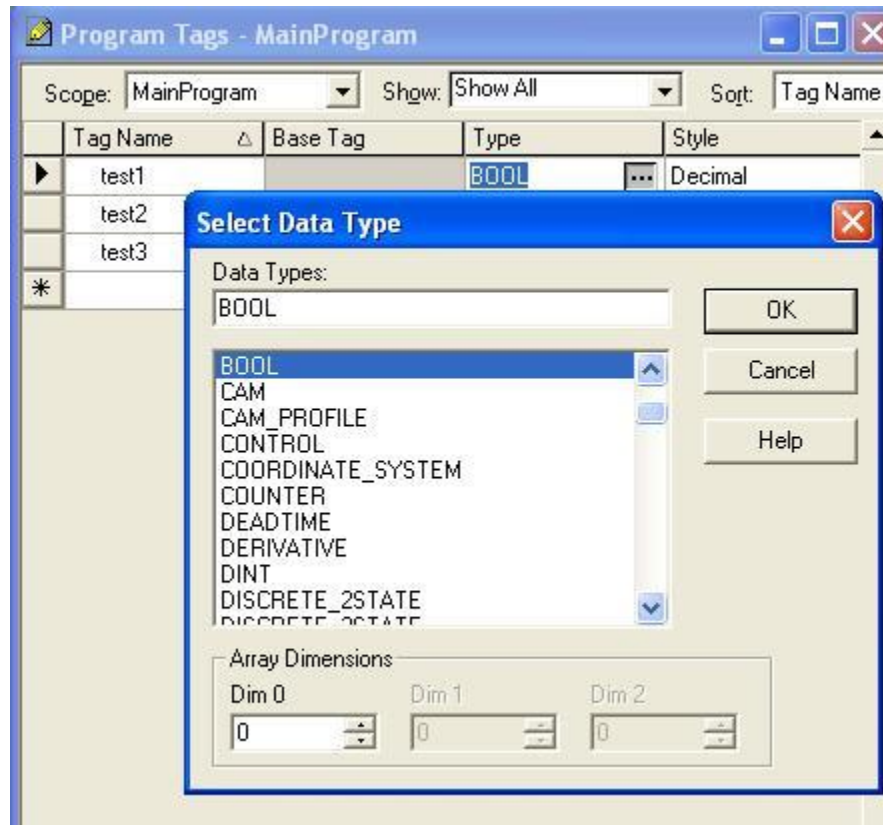 Program Tags - MainProgram
Scope: MainProgram Show: Show All Sort: Tag Name
Tag Name Base Tag Type Style
test1 BOOL ... Decimal
test2
test3
Select Data Type
Data Types:
BOOL
OK
BOOL
Cancel
CAM
CAM_PROFILE
CONTROL
Help
COORDINATE_SYSTEM
COUNTER
DEADTIME
DERIVATIVE
DINT
DISCRETE_2STATE
Array Dimensions
Dim 0 Dim 1 Dim 2
0 0 0